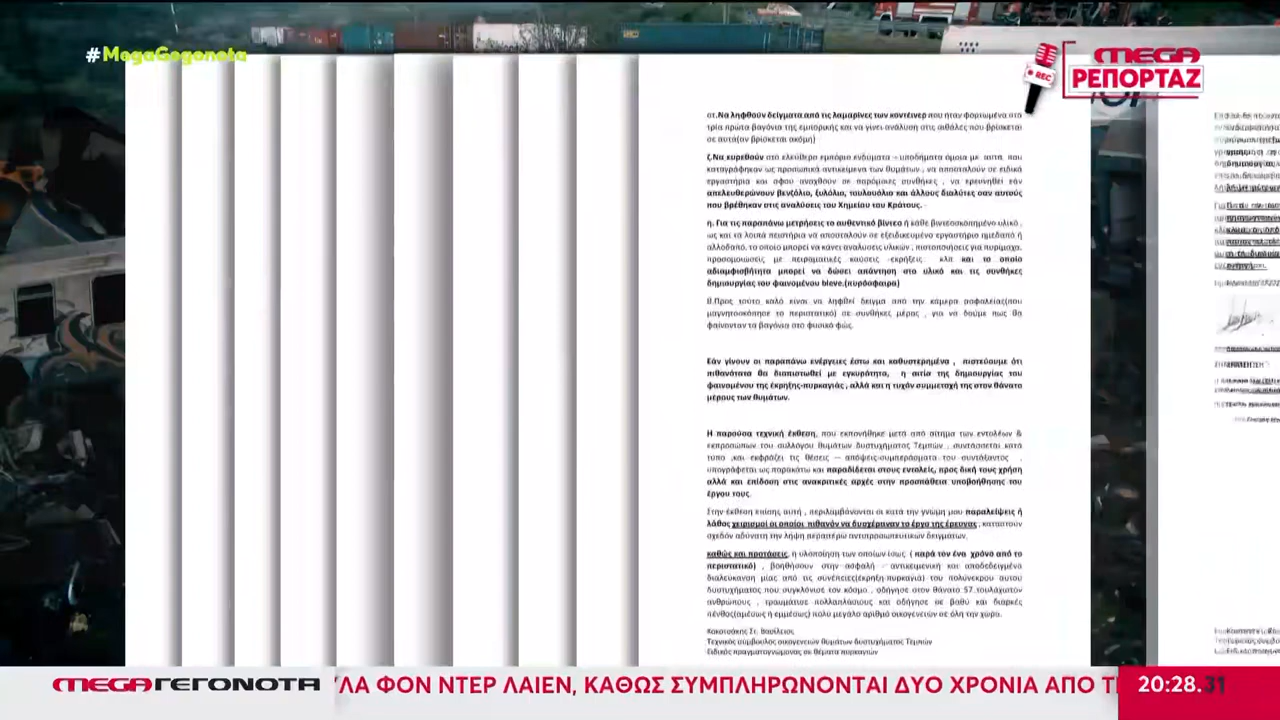 #MegaGegonota
MEGA
REC
ΡΕΠΟΡΤΑΖ
στ.Να ληφθούν δείγματα από τις λαμαρίνες των κοντέινερ που ήταν φορτωμένα στα
τρία πρώτα βαγόνια της εμπορικής και να γίνει ανάλυση στις αιθάλες που βρίσκεται
σε αυτά(αν βρίσκεται ακόμη)
ζ.Να ευρεθούν στο ελεύθερο εμπόριο ενδύματα – υποδήματα όμοια με αυτά που
καταγράφηκαν ως προσωπικά αντικείμενα των θυμάτων , να αποσταλούν σε ειδικά
εργαστήρια και αφού αναχθούν σε παρόμοιες συνθήκες , να ερευνηθεί εάν
απελευθερώνουν βενζόλιο, ξυλόλιο, τουλουόλιο και άλλους διαλύτες σαν αυτούς
που βρέθηκαν στις αναλύσεις του Χημείου του Κράτους.
η. Για τις παραπάνω μετρήσεις το αυθεντικό βίντεο ή κάθε βιντεοσκοπημένο υλικό ,
ως και τα λοιπά πειστήρια να αποσταλούν σε εξειδικευμένο εργαστήριο ημεδαπό ή
αλλοδαπό, το οποίο μπορεί να κάνει αναλύσεις υλικών , πιστοποιήσεις για πυρίμαχα,
προσομοιώσεις με πειραματικές καύσεις -εκρήξεις κλπ και το οποίο
αδιαμφισβήτητα μπορεί να δώσει απάντηση στο υλικό και τις συνθήκες
δημιουργίας του φαινομένου bleve.(πυρόσφαιρα)
θ.Προς τούτο καλό είναι να ληφθεί δείγμα από την κάμερα ασφαλείας(που
μαγνητοσκόπησε το περιστατικό) σε συνθήκες μέρας , για να δούμε πως θα
φαίνονταν τα βαγόνια στο φυσικό φώς.
Εάν γίνουν οι παραπάνω ενέργειες έστω και καθυστερημένα , πιστεύουμε ότι
πιθανότατα θα διαπιστωθεί με εγκυρότητα, η αιτία της δημιουργίας του
φαινομένου της έκρηξης-πυρκαγιάς , αλλά και η τυχόν συμμετοχή της στον θάνατο
μέρους των θυμάτων.
Η παρούσα τεχνική έκθεση, που εκπονήθηκε μετά από αίτημα των εντολέων &
εκπροσώπων του συλλόγου θυμάτων δυστυχήματος Τεμπών , συντάσσεται κατά
τύπο ,και εκφράζει τις θέσεις — απόψεις-συμπεράσματα του συντάξαντος ,
υπογράφεται ως παρακάτω και παραδίδεται στους εντολείς, προς δική τους χρήση
αλλά και επίδοση στις ανακριτικές αρχές στην προσπάθεια υποβοήθησης του
έργου τους.
Στην έκθεση επίσης αυτή , περιλαμβάνονται οι κατά την γνώμη μου παραλείψεις ή
λάθος χειρισμοί οι οποίοι πιθανόν να δυσχέραναν το έργο της έρευνας , καθιστούν
σχεδόν αδύνατη την λήψη περαιτέρω αντιπροσωπευτικών δειγμάτων,
καθώς και προτάσεις, η υλοποίηση των οποίων ίσως ( παρά τον ένα χρόνο από το
περιστατικό) , βοηθήσουν στην ασφαλή - αντικειμενική και αποδεδειγμένα
διαλεύκανση μίας από τις συνέπειες(έκρηξη-πυρκαγιά) του πολύνεκρου αυτού
δυστυχήματος που συγκλόνισε τον κόσμο , οδήγησε στον θάνατο 57 τουλάχιστον
ανθρώπους , τραυμάτισε πολλαπλάσιους και οδήγησε σε βαθύ και διαρκές
πένθος(αμέσως ή εμμέσως) πολύ μεγάλο αριθμό οικογενειών σε όλη την χώρα.
Κοκοτσάκης Στ. Βασίλειος
Τεχνικός σύμβουλος οικογενειών θυμάτων δυστυχήματος Τεμπών
Ειδικός πραγματογνώμονας σε θέματα πυρκαγιών
MEGA ΓΕΓΟΝΟΤΑ
ΛΑ ΦΟΝ ΝΤΕΡ ΛΑΙΕΝ, ΚΑΘΩΣ ΣΥΜΠΛΗΡΩΝΟΝΤΑΙ ΔΥΟ ΧΡΟΝΙΑ ΑΠΟ
20:28.31